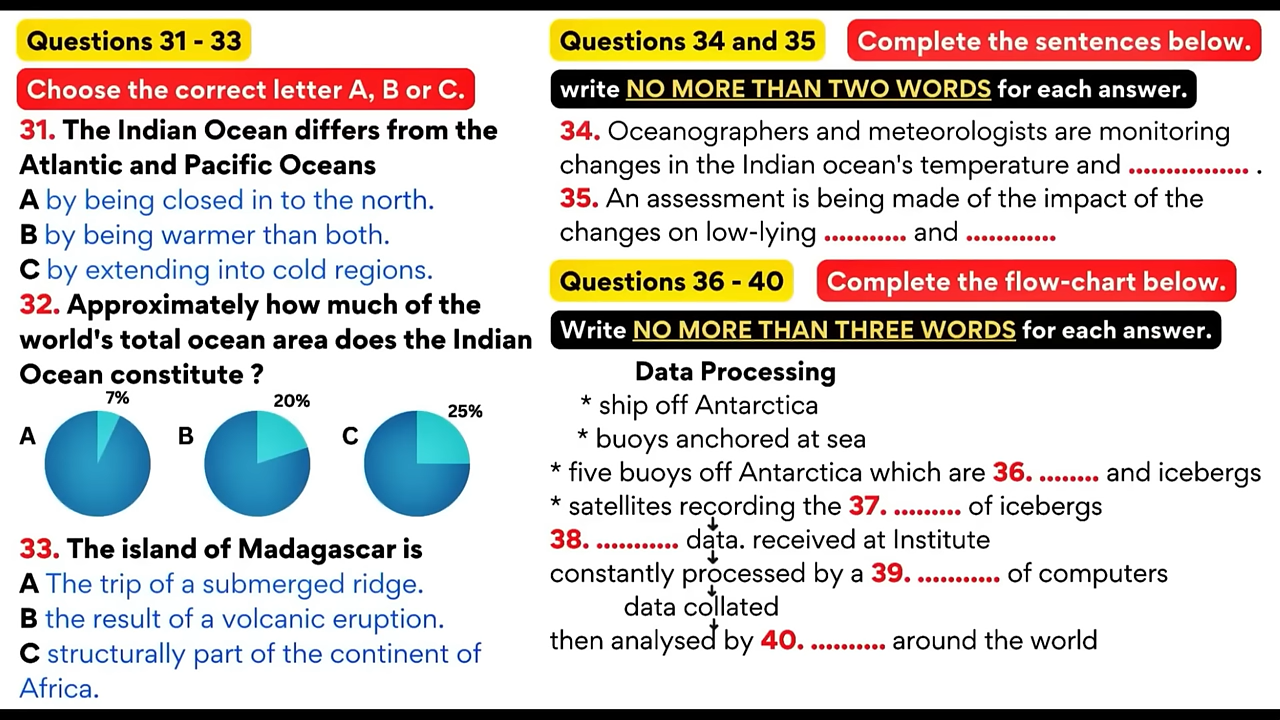 Questions 31 - 33
Choose the correct letter A, B or C.
31. The Indian Ocean differs from the
Atlantic and Pacific Oceans
A by being closed in to the north.
B by being warmer than both.
C by extending into cold regions.
32. Approximately how much of the
world's total ocean area does the Indian
Ocean constitute ?
A 7%
B 20%
C 25%
33. The island of Madagascar is
A The trip of a submerged ridge.
B the result of a volcanic eruption.
C structurally part of the continent of
Africa.
Questions 34 and 35 Complete the sentences below.
write NO MORE THAN TWO WORDS for each answer.
34. Oceanographers and meteorologists are monitoring
changes in the Indian ocean's temperature and ................. .
35. An assessment is being made of the impact of the
changes on low-lying ............ and .............
Questions 36 - 40 Complete the flow-chart below.
Write NO MORE THAN THREE WORDS for each answer.
Data Processing
* ship off Antarctica
* buoys anchored at sea
* five buoys off Antarctica which are 36. ......... and icebergs
* satellites recording the 37. .......... of icebergs
38. ............ data. received at Institute
constantly processed by a 39. ............ of computers
data collated
then analysed by 40. ........... around the world